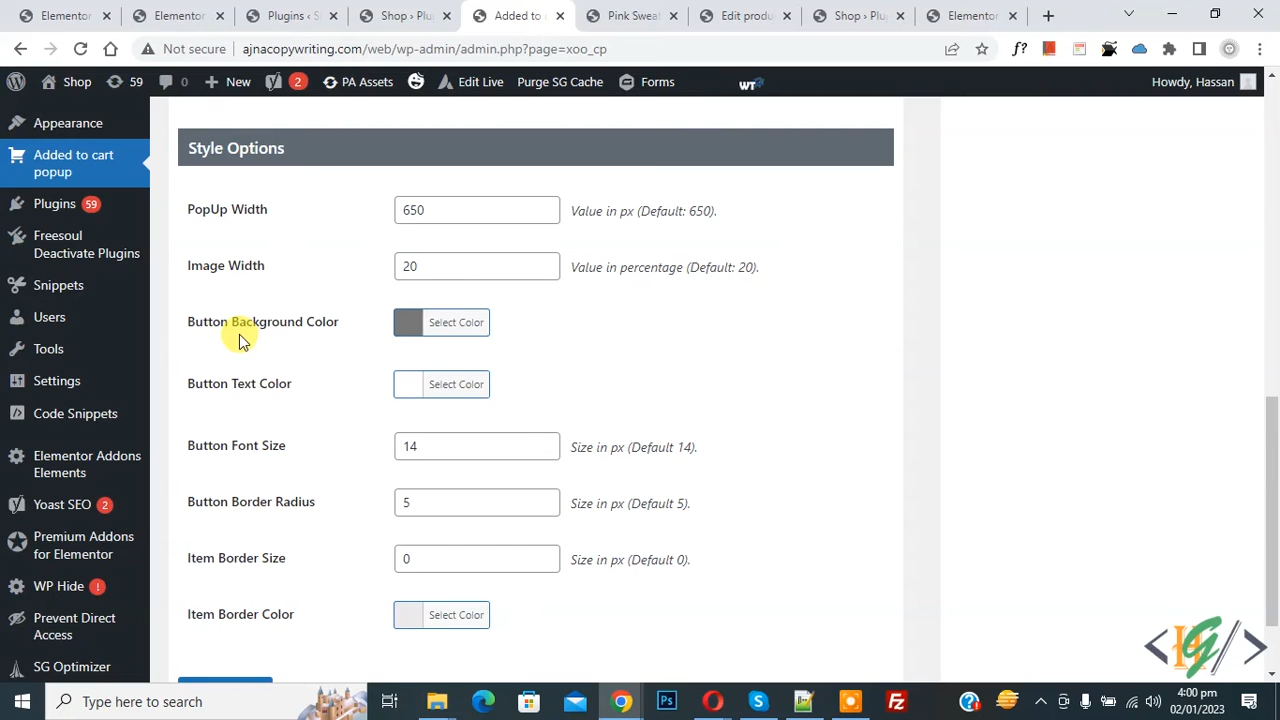 Elementor
Elementor
Plugins ‹ S
Shop › Plu
Added to
Pink Sweat
Edit produ
Shop › Plu
Elementor
Not secure
ajnacopywriting.com/web/wp-admin/admin.php?page=xoo_cp
f?
Shop
59
0
New
2
PA Assets
Edit Live
Purge SG Cache
Forms
WT
Howdy, Hassan
Appearance
Added to cart
popup
Plugins 59
Freesoul
Deactivate Plugins
Snippets
Users
Tools
Settings
Code Snippets
Elementor Addons
Elements
Yoast SEO 2
Premium Addons
for Elementor
WP Hide !
Prevent Direct
Access
SG Optimizer
Style Options
PopUp Width
650
Value in px (Default: 650).
Image Width
20
Value in percentage (Default: 20).
Button Background Color
Select Color
Button Text Color
Select Color
Button Font Size
14
Size in px (Default 14).
Button Border Radius
5
Size in px (Default 5).
Item Border Size
0
Size in px (Default 0).
Item Border Color
Select Color
<HG/>
Type here to search
Ps
4:00 pm
02/01/2023